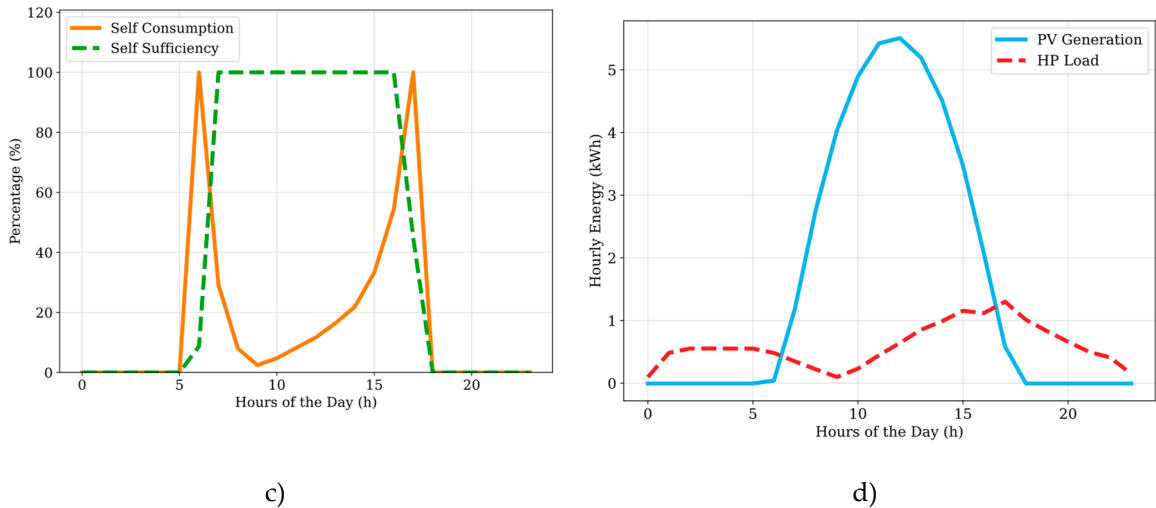 120
100
80
60
40
20
0
Percentage (%)
Self Consumption
Self Sufficiency
0 5 10 15 20
Hours of the Day (h)
c)
5
4
3
2
1
0
Hourly Energy (kWh)
PV Generation
HP Load
0 5 10 15 20
Hours of the Day (h)
d)